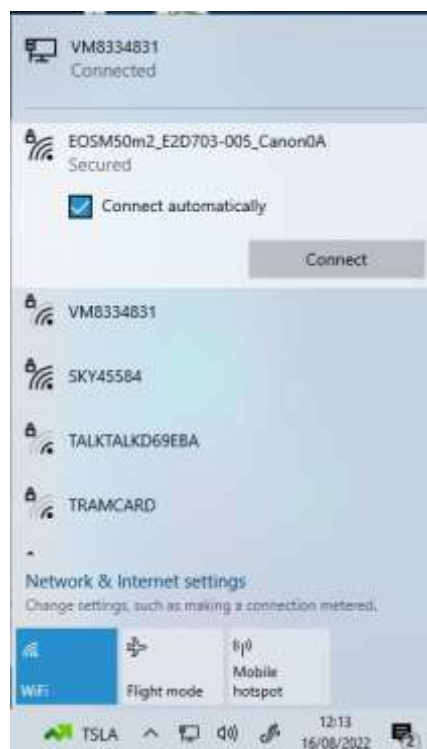 VM8334831
Connected
EOSM50m2_E2D703-005_Canon0A
Secured
Connect automatically
Connect
VM8334831
SKY45584
TALKTALKD69EBA
TRAMCARD
Network & Internet settings
Change settings, such as making a connection metered.
WiFi
Flight mode
Mobile
hotspot
TSLA
12:13
16/08/2022
2